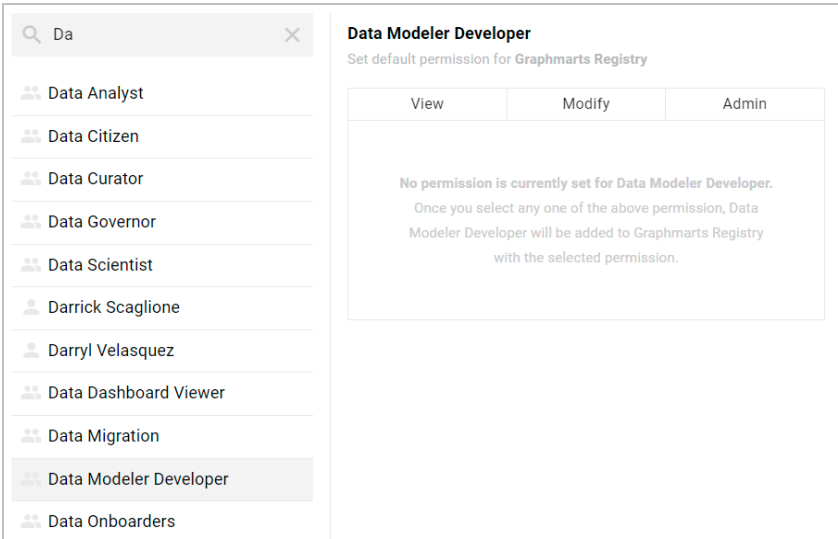 Da
Data Analyst
Data Citizen
Data Curator
Data Governor
Data Scientist
Darrick Scaglione
Darryl Velasquez
Data Dashboard Viewer
Data Migration
Data Modeler Developer
Data Onboarders
Data Modeler Developer
Set default permission for Graphmarts Registry
View Modify Admin
No permission is currently set for Data Modeler Developer.
Once you select any one of the above permission, Data
Modeler Developer will be added to Graphmarts Registry
with the selected permission.